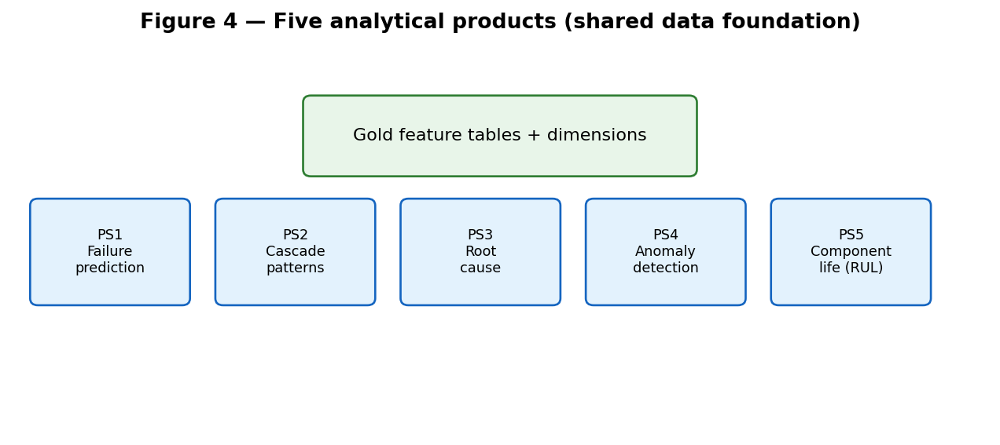 Figure 4 — Five analytical products (shared data foundation)
Gold feature tables + dimensions
PS1
Failure
prediction
PS2
Cascade
patterns
PS3
Root
cause
PS4
Anomaly
detection
PS5
Component
life (RUL)